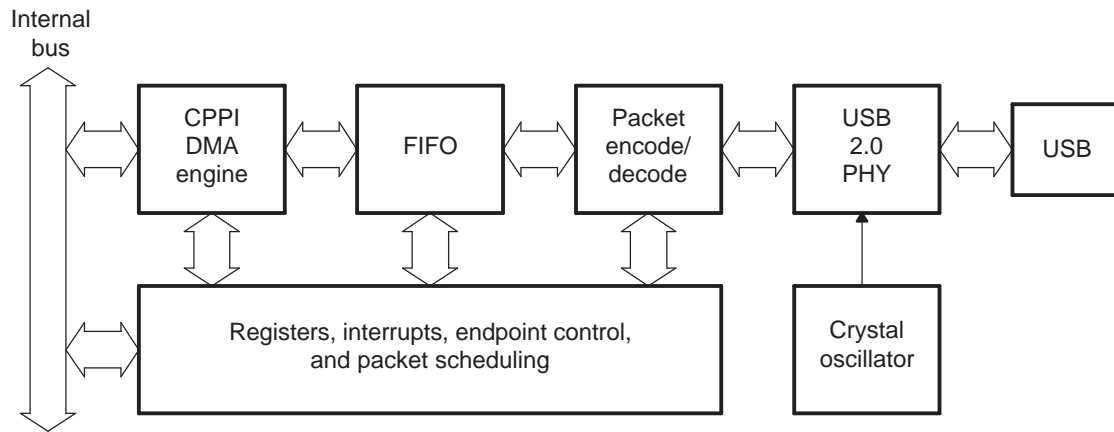 Internal
bus
CPPI
DMA
engine
FIFO
Packet
encode/
decode
USB
2.0
PHY
USB
Registers, interrupts, endpoint control,
and packet scheduling
Crystal
oscillator